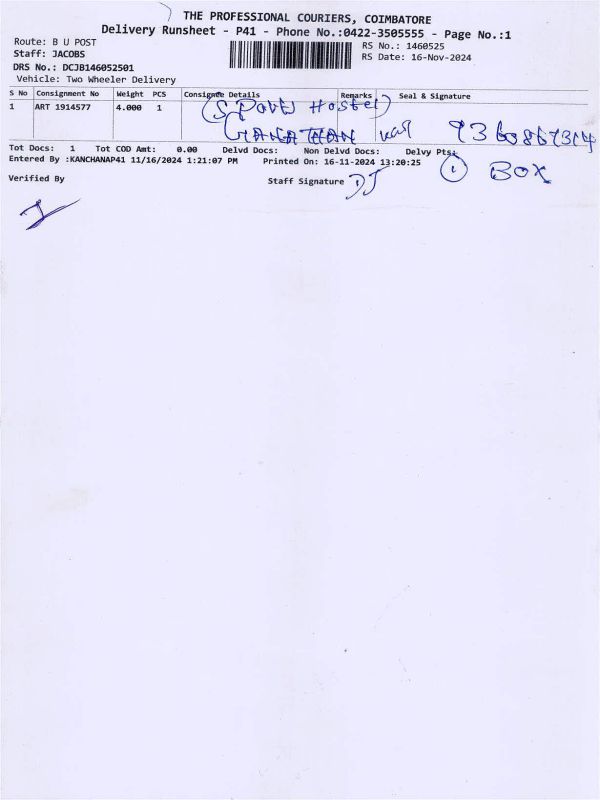 THE PROFESSIONAL COURIERS, COIMBATORE
Delivery Runsheet - P41 - Phone No.:0422-3505555 - Page No.:1
Route: B U POST
RS No.: 1460525
Staff: JACOBS
RS Date: 16-Nov-2024
DRS No.: DCJB146052501
Vehicle: Two Wheeler Delivery
S No Consignment No Weight PCS Consignee Details Remarks Seal & Signature
1 ART 1914577 4.000 1
(Sports Hostel)
Tot Docs: 1 Tot COD Amt: 0.00 Delvd Docs: Non Delvd Docs: Delvy Pts:
Entered By :KANCHANAP41 11/16/2024 1:21:07 PM Printed On: 16-11-2024 13:20:25
1 BOX
Verified By
Staff Signature